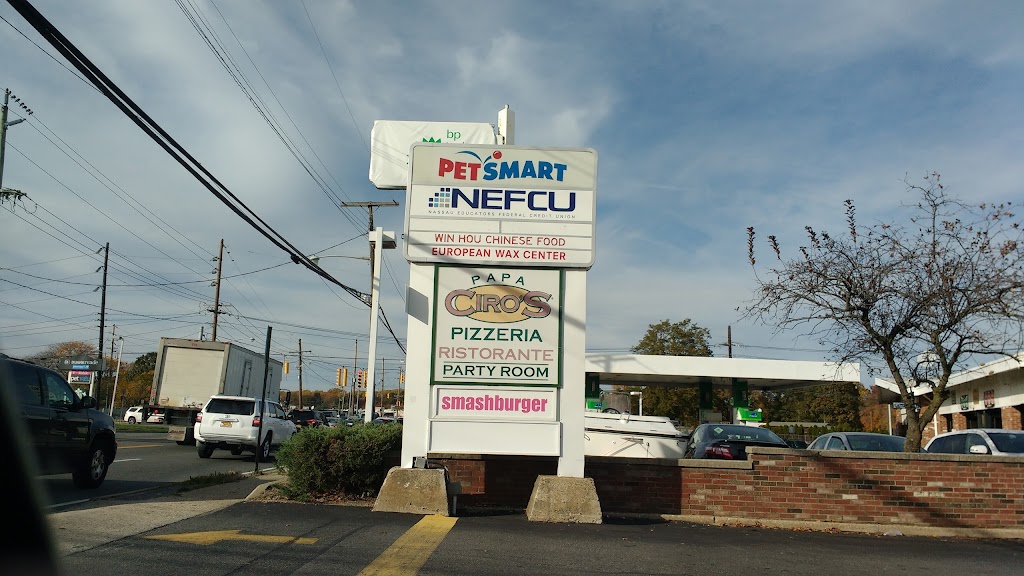 bp
PETSMART
NEFCU
NASSAU EDUCATORS FEDERAL CREDIT UNION
WIN HOU CHINESE FOOD
EUROPEAN WAX CENTER
PAPA
CIRO'S
PIZZERIA
RISTORANTE
PARTY ROOM
smashburger